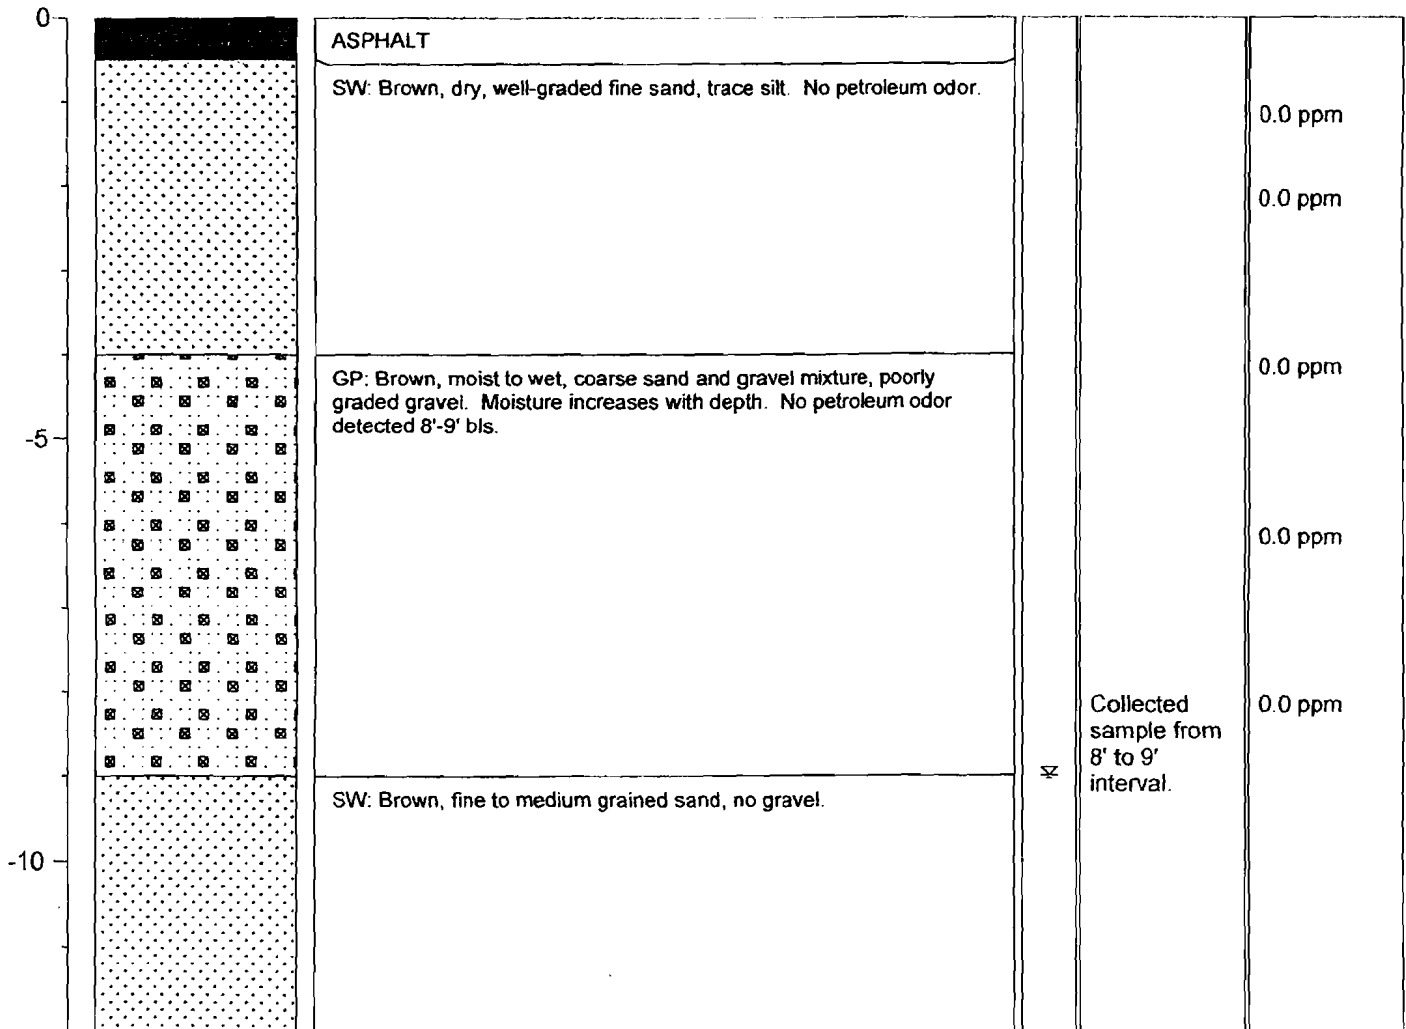 0
ASPHALT
SW: Brown, dry, well-graded fine sand, trace silt. No petroleum odor.
0.0 ppm
0.0 ppm
GP: Brown, moist to wet, coarse sand and gravel mixture, poorly
graded gravel. Moisture increases with depth. No petroleum odor
detected 8'-9' bls.
0.0 ppm
-5
0.0 ppm
Collected
sample from
8' to 9'
interval.
0.0 ppm
SW: Brown, fine to medium grained sand, no gravel.
-10